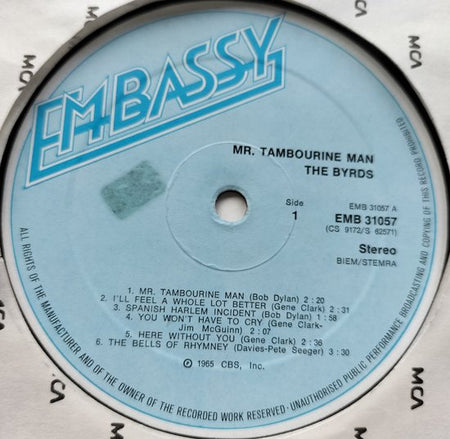 EMBASSY
MR. TAMBOURINE MAN
THE BYRDS
Side
1
EMB 31057 A
EMB 31057
(CS 9172/S 62571)
Stereo
BIEM/STEMRA
1. MR. TAMBOURINE MAN (Bob Dylan) 2:20
2. I'LL FEEL A WHOLE LOT BETTER (Gene Clark) 2:31
3. SPANISH HARLEM INCIDENT (Bob Dylan) 1:58
4. YOU WON'T HAVE TO CRY (Gene Clark-
Jim McGuinn) 2:07
5. HERE WITHOUT YOU (Gene Clark) 2:36
6. THE BELLS OF RHYMNEY (Davies-Pete Seeger) 3:30
℗ 1965 CBS, Inc.
ALL RIGHTS OF THE MANUFACTURER AND OF THE OWNER OF THE RECORDED WORK RESERVED · UNAUTHORISED PUBLIC PERFORMANCE, BROADCASTING AND COPYING OF THIS RECORD PROHIBITED
MCA
MCA
MCA
MCA
MCA
MCA